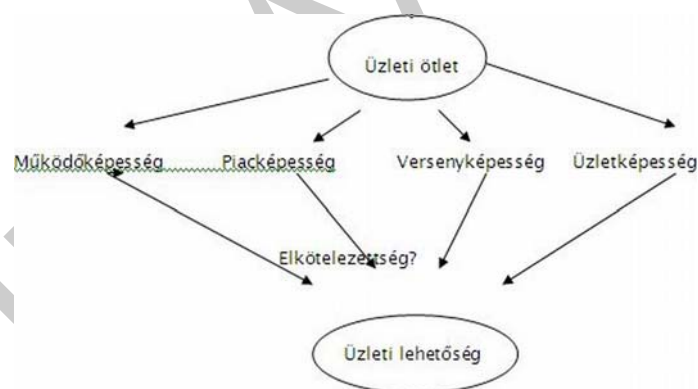 Üzleti ötlet
Működőképesség Piacképesség Versenyképesség Üzletképesség
Elkötelezettség?
Üzleti lehetőség